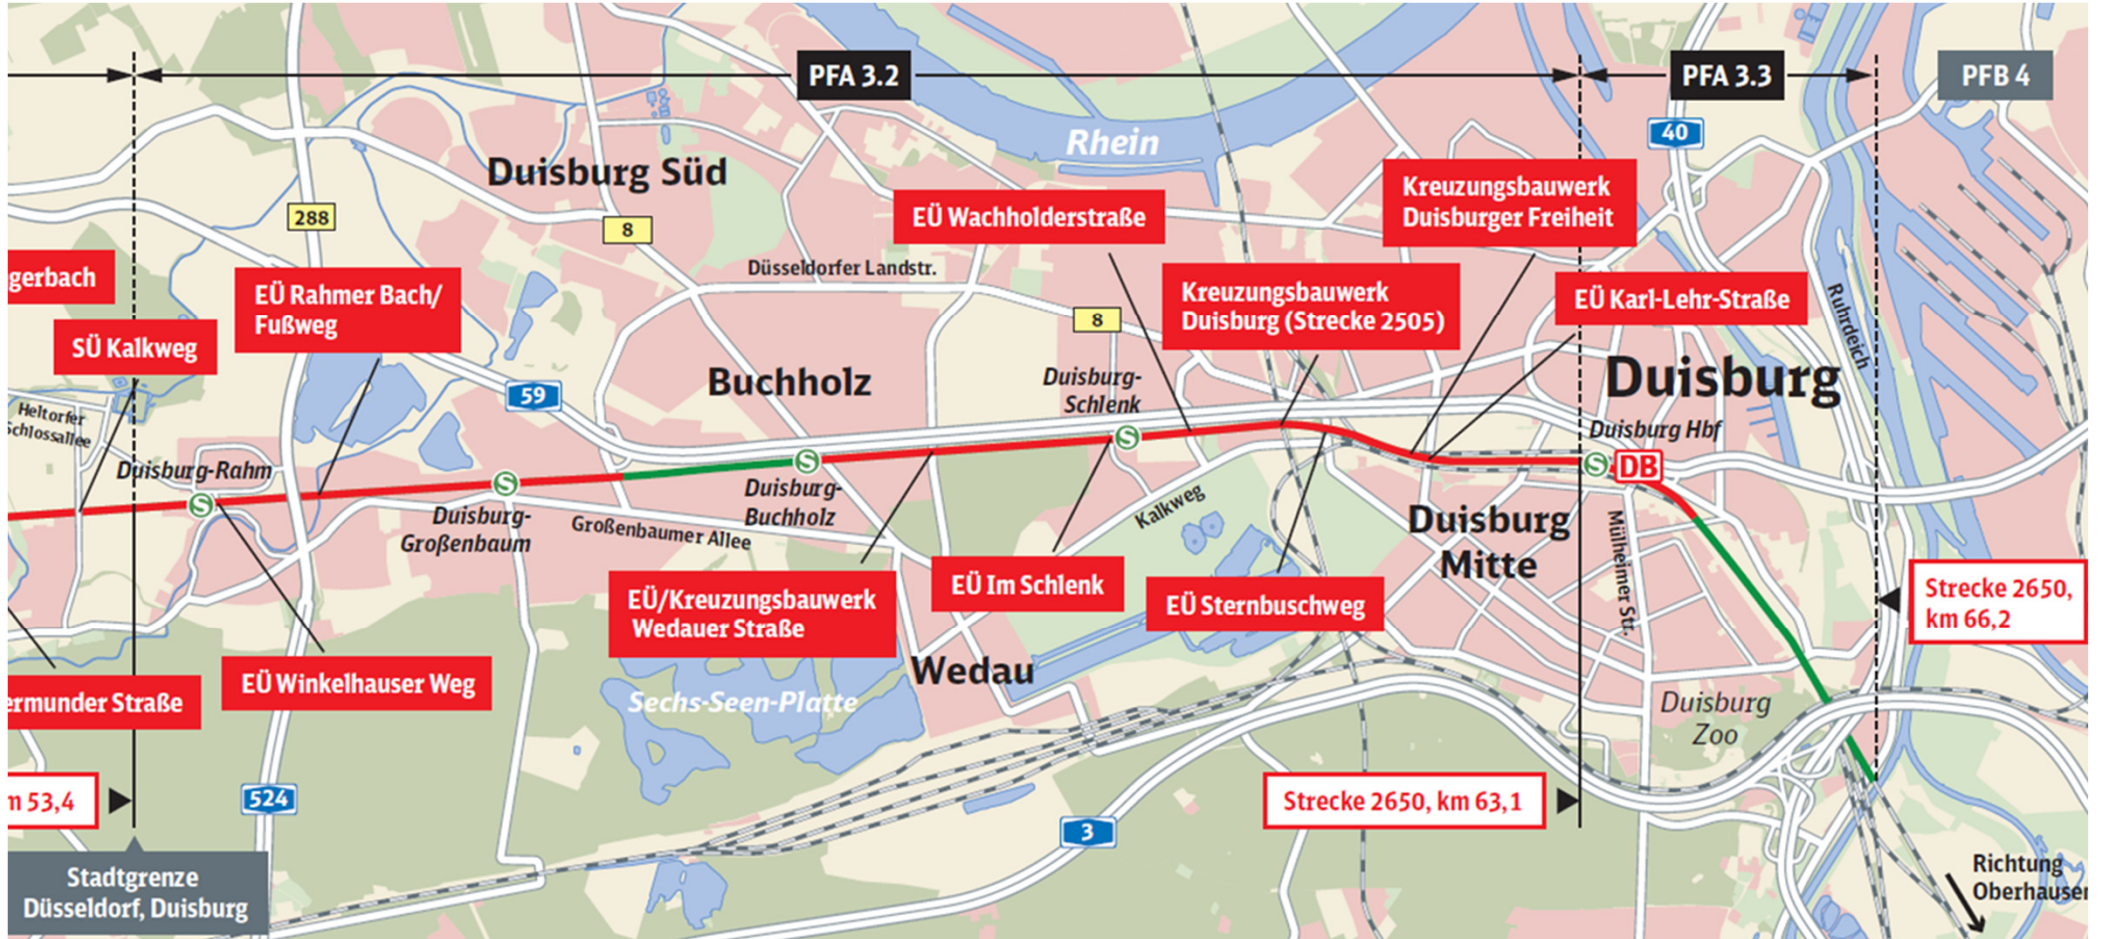 PFA 3.2
PFA 3.3
PFB 4
40
Rhein
Duisburg Süd
288
8
EÜ Wachholderstraße
Kreuzungsbauwerk
Duisburger Freiheit
gerbach
EÜ Rahmer Bach/
Fußweg
Düsseldorfer Landstr.
Kreuzungsbauwerk
Duisburg (Strecke 2505)
EÜ Karl-Lehr-Straße
Ruhrdeich
8
SÜ Kalkweg
59
Buchholz
Duisburg-
Schlenk
Duisburg
Heltorfer
Schlossallee
Duisburg Hbf
S
S
S
S
S
DB
Duisburg-Rahm
Duisburg-
Großenbaum
Großenbaumer Allee
Duisburg-
Buchholz
Kalkweg
Duisburg
Mitte
Mülheimer Str.
EÜ/Kreuzungsbauwerk
Wedauer Straße
EÜ Im Schlenk
EÜ Sternbuschweg
Strecke 2650,
km 66,2
Wedau
EÜ Winkelhauser Weg
ermunder Straße
Sechs-Seen-Platte
Duisburg
Zoo
m 53,4
524
3
Strecke 2650, km 63,1
Stadtgrenze
Düsseldorf, Duisburg
Richtung
Oberhausen